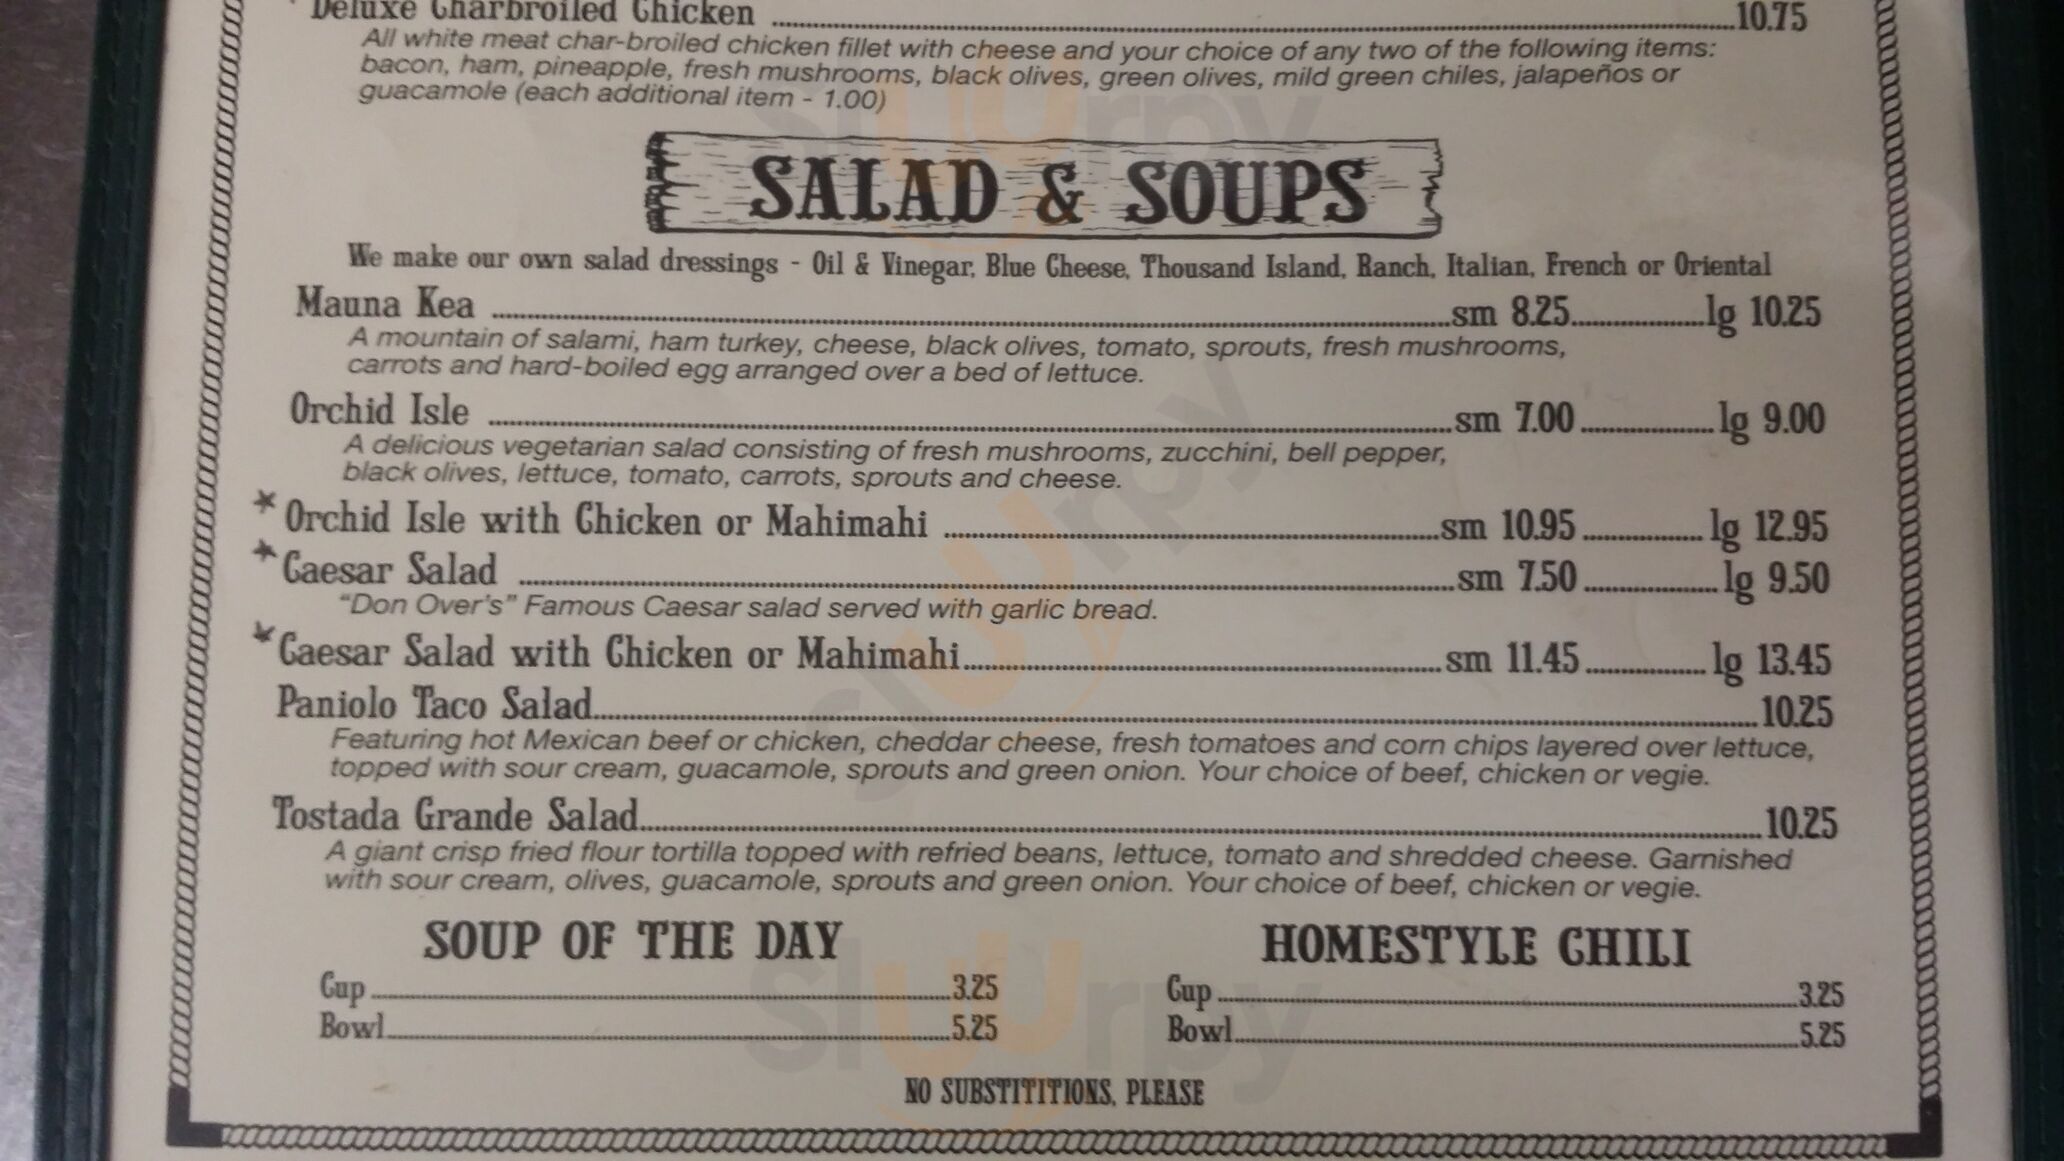 Deluxe Charbroiled Chicken 10.75
All white meat char-broiled chicken fillet with cheese and your choice of any two of the following items:
bacon, ham, pineapple, fresh mushrooms, black olives, green olives, mild green chiles, jalapeños or
guacamole (each additional item - 1.00)
SALAD & SOUPS
We make our own salad dressings - Oil & Vinegar, Blue Cheese, Thousand Island, Ranch, Italian, French or Oriental
Mauna Kea sm 8.25 lg 10.25
A mountain of salami, ham turkey, cheese, black olives, tomato, sprouts, fresh mushrooms,
carrots and hard-boiled egg arranged over a bed of lettuce.
Orchid Isle sm 7.00 lg 9.00
A delicious vegetarian salad consisting of fresh mushrooms, zucchini, bell pepper,
black olives, lettuce, tomato, carrots, sprouts and cheese.
* Orchid Isle with Chicken or Mahimahi sm 10.95 lg 12.95
* Caesar Salad sm 7.50 lg 9.50
"Don Over's" Famous Caesar salad served with garlic bread.
* Caesar Salad with Chicken or Mahimahi sm 11.45 lg 13.45
Paniolo Taco Salad 10.25
Featuring hot Mexican beef or chicken, cheddar cheese, fresh tomatoes and corn chips layered over lettuce,
topped with sour cream, guacamole, sprouts and green onion. Your choice of beef, chicken or vegie.
Tostada Grande Salad 10.25
A giant crisp fried flour tortilla topped with refried beans, lettuce, tomato and shredded cheese. Garnished
with sour cream, olives, guacamole, sprouts and green onion. Your choice of beef, chicken or vegie.
SOUP OF THE DAY
Cup 3.25
Bowl 5.25
HOMESTYLE CHILI
Cup 3.25
Bowl 5.25
NO SUBSTITITIONS, PLEASE
sluurpy
sluurpy
sluurpy